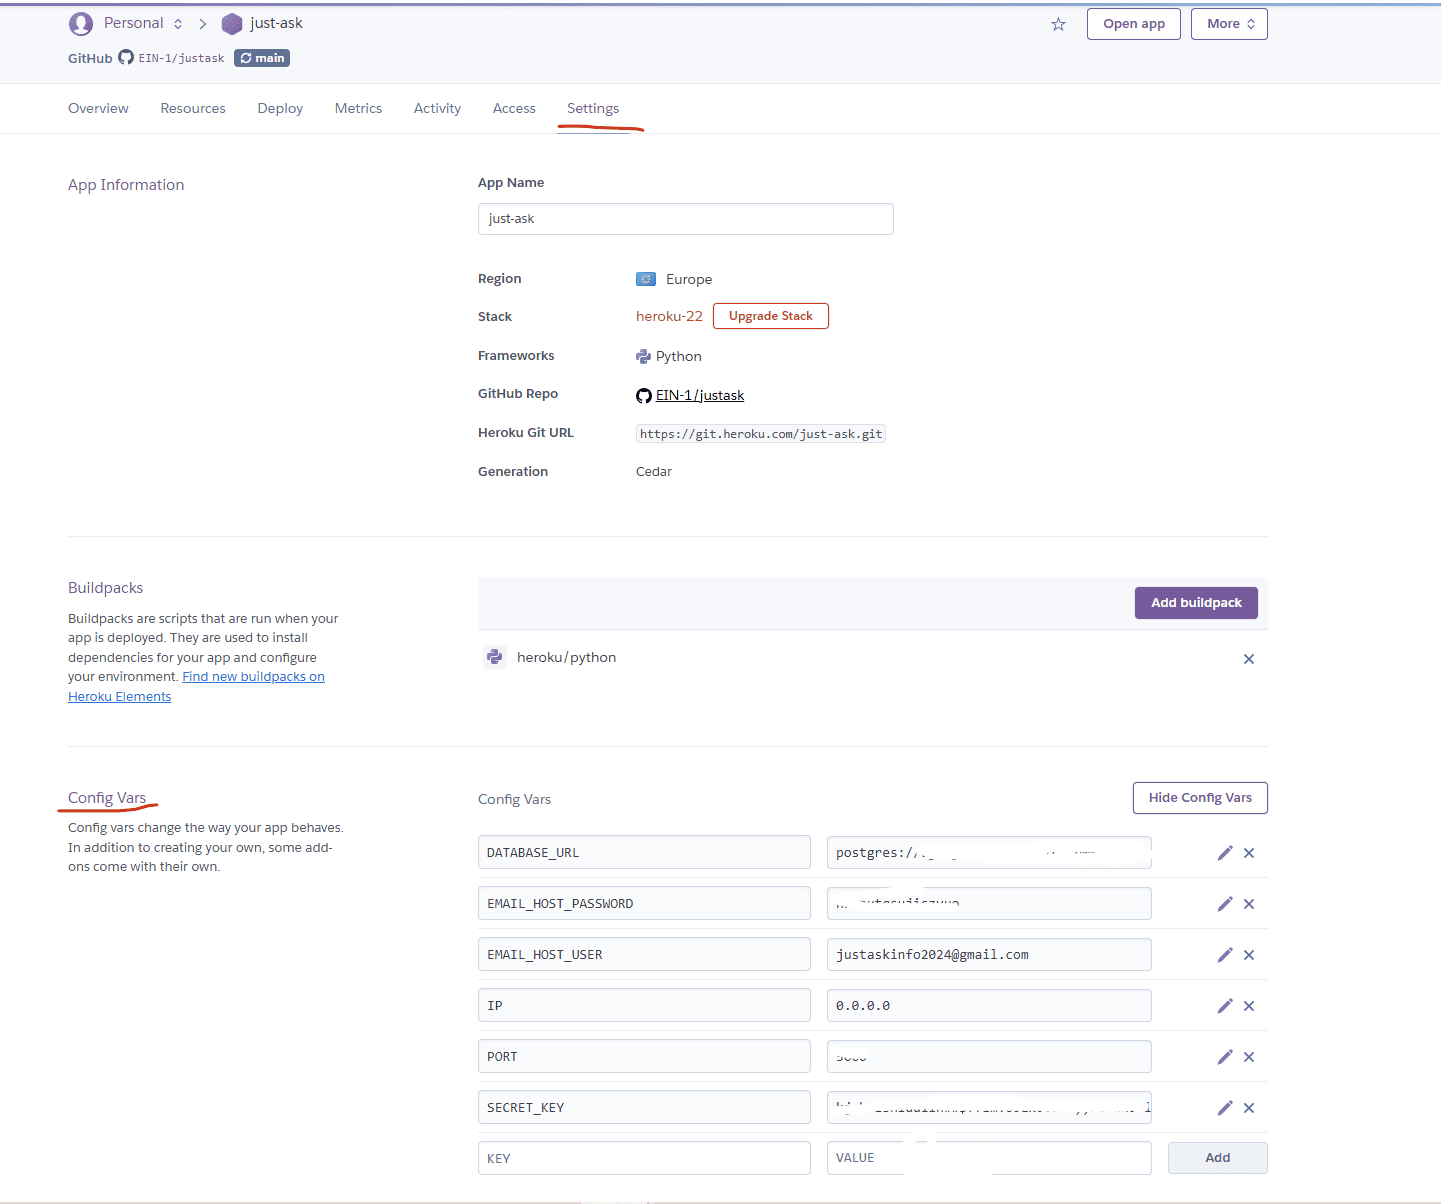 Personal just-ask Open app More
GitHub EIN-1/justask main
Overview Resources Deploy Metrics Activity Access Settings
App Information
App Name
just-ask
Region Europe
Stack heroku-22 Upgrade Stack
Frameworks Python
GitHub Repo EIN-1/justask
Heroku Git URL https://git.heroku.com/just-ask.git
Generation Cedar
Buildpacks
Add buildpack
Buildpacks are scripts that are run when your
app is deployed. They are used to install
dependencies for your app and configure
your environment. Find new buildpacks on
Heroku Elements
heroku/python
Config Vars
Config vars change the way your app behaves.
In addition to creating your own, some add-
ons come with their own.
Config Vars Hide Config Vars
DATABASE_URL postgres://
EMAIL_HOST_PASSWORD
EMAIL_HOST_USER justaskinfo2024@gmail.com
IP 0.0.0.0
PORT
SECRET_KEY
KEY VALUE Add